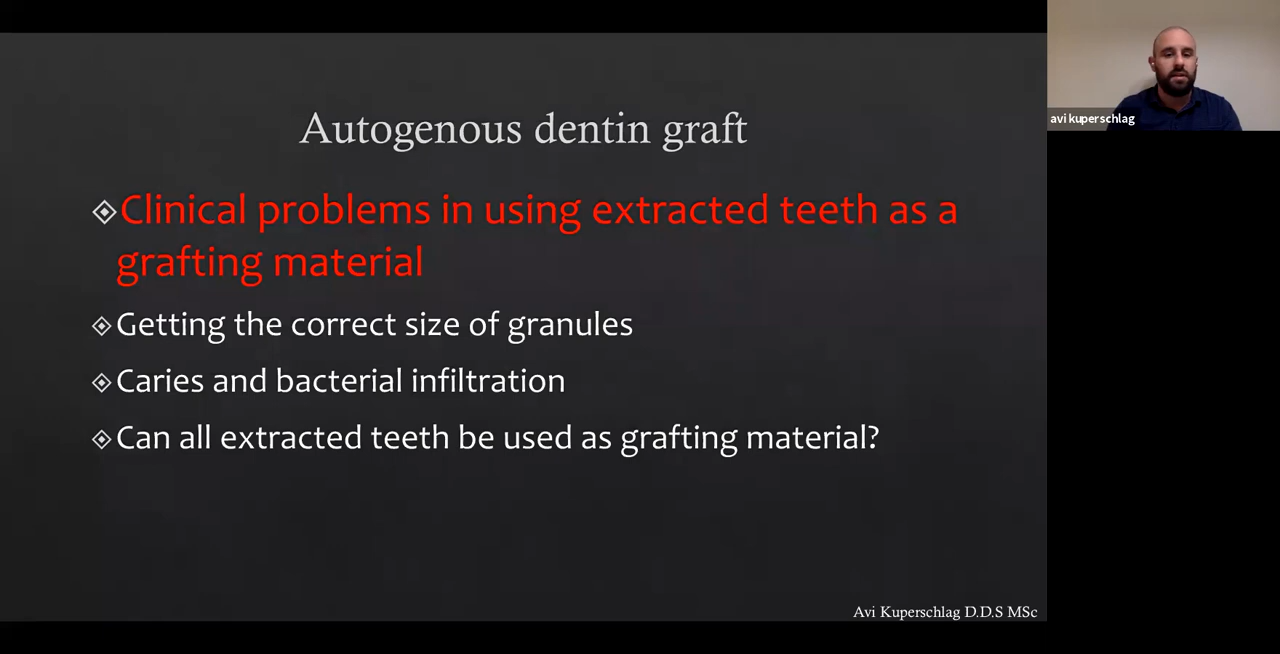 Autogenous dentin graft
Clinical problems in using extracted teeth as a
grafting material
Getting the correct size of granules
Caries and bacterial infiltration
Can all extracted teeth be used as grafting material?
Avi Kuperschlag D.D.S MSc
avi kuperschlag